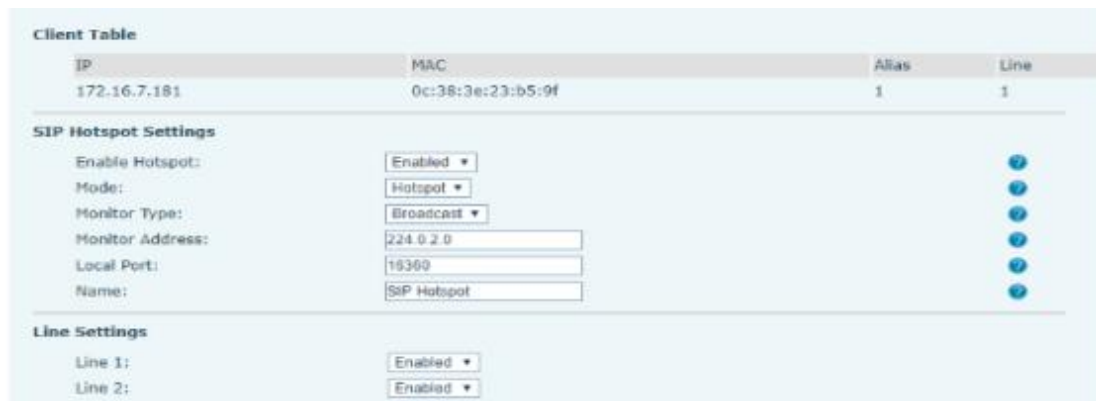 Client Table
IP MAC Alias Line
172.16.7.181 0c:38:3e:23:b5:9f 1 1
SIP Hotspot Settings
Enable Hotspot: Enabled
Mode: Hotspot
Monitor Type: Broadcast
Monitor Address: 224.0.2.0
Local Port: 16360
Name: SIP Hotspot
Line Settings
Line 1: Enabled
Line 2: Enabled